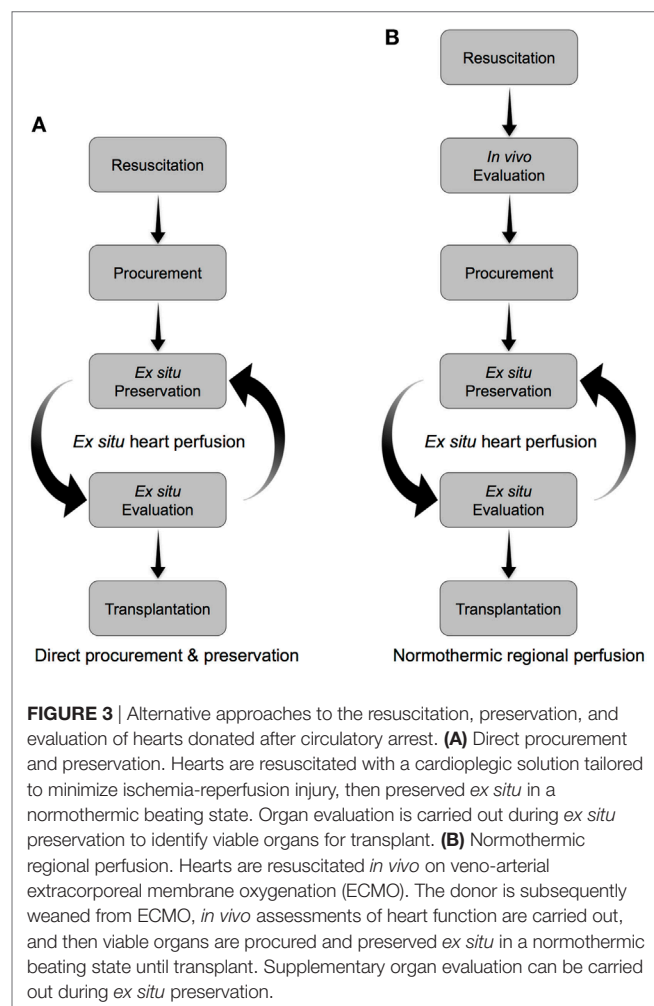 A
Resuscitation
Procurement
Ex situ
Preservation
Ex situ heart perfusion
Ex situ
Evaluation
Transplantation
Direct procurement & preservation
B
Resuscitation
In vivo
Evaluation
Procurement
Ex situ
Preservation
Ex situ heart perfusion
Ex situ
Evaluation
Transplantation
Normothermic regional perfusion
FIGURE 3 | Alternative approaches to the resuscitation, preservation, and
evaluation of hearts donated after circulatory arrest. (A) Direct procurement
and preservation. Hearts are resuscitated with a cardioplegic solution tailored
to minimize ischemia-reperfusion injury, then preserved ex situ in a
normothermic beating state. Organ evaluation is carried out during ex situ
preservation to identify viable organs for transplant. (B) Normothermic
regional perfusion. Hearts are resuscitated in vivo on veno-arterial
extracorporeal membrane oxygenation (ECMO). The donor is subsequently
weaned from ECMO, in vivo assessments of heart function are carried out,
and then viable organs are procured and preserved ex situ in a normothermic
beating state until transplant. Supplementary organ evaluation can be carried
out during ex situ preservation.